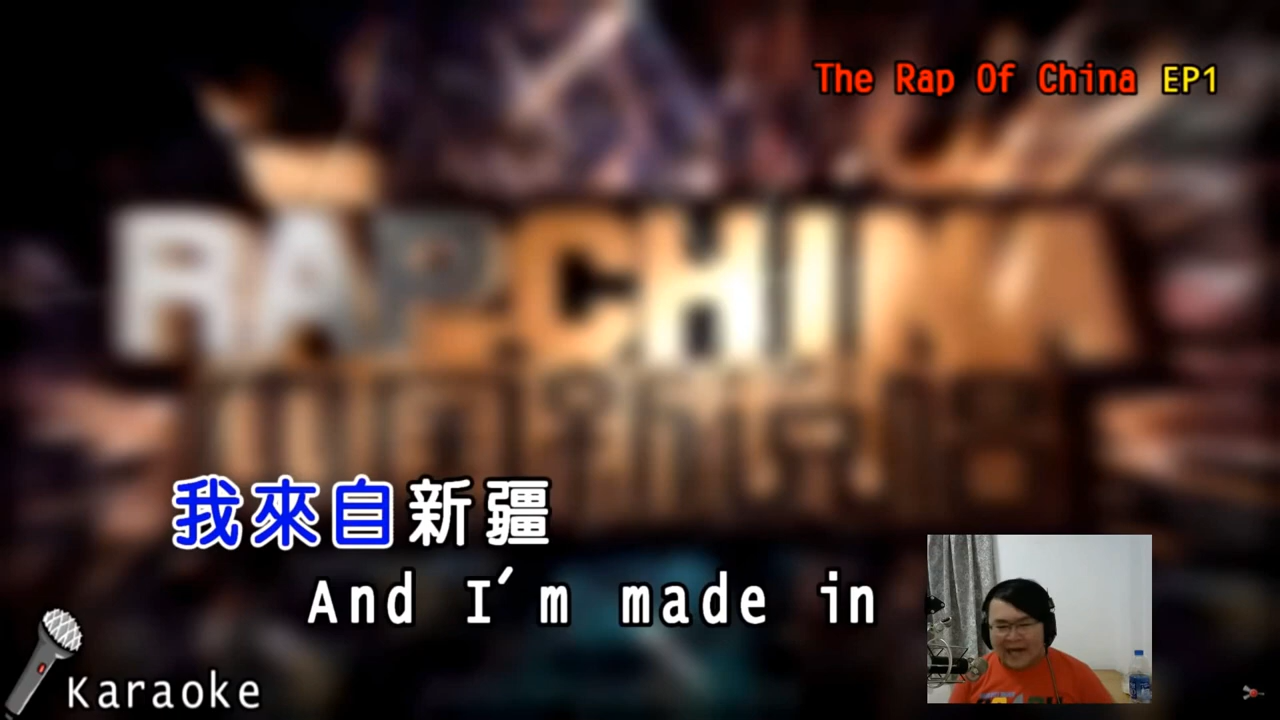 The Rap Of China EP1
RAP CHINA
我來自新疆
And I'm made in
Karaoke